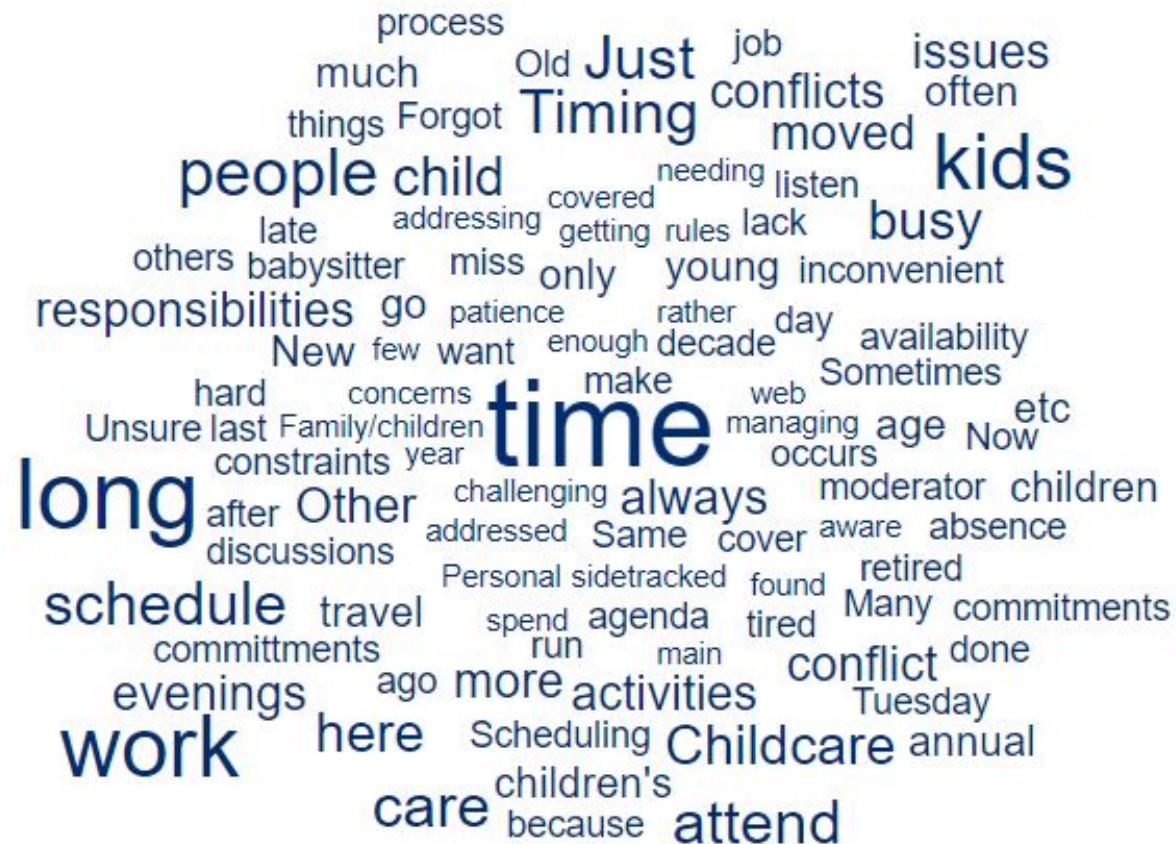 process
much Old Just job issues
things Forgot Timing conflicts often
people child moved kids
needing listen
covered
addressing getting rules lack busy
late
others babysitter miss only young inconvenient
responsibilities go patience rather day
New few want enough decade availability
hard concerns make Sometimes
time web
Unsure last Family/children managing age Now etc
constraints year occurs
long after Other challenging always moderator children
discussions addressed Same cover aware absence
Personal sidetracked found retired
schedule travel spend agenda tired Many commitments
committments run main conflict done
evenings ago more activities Tuesday
work here Scheduling Childcare annual
children's
care because attend